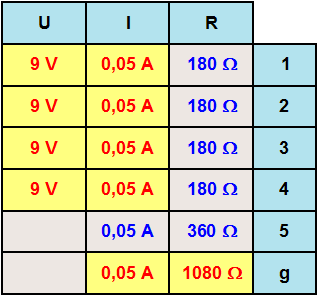 U I R
9 V 0,05 A 180 Ω 1
9 V 0,05 A 180 Ω 2
9 V 0,05 A 180 Ω 3
9 V 0,05 A 180 Ω 4
0,05 A 360 Ω 5
0,05 A 1080 Ω g